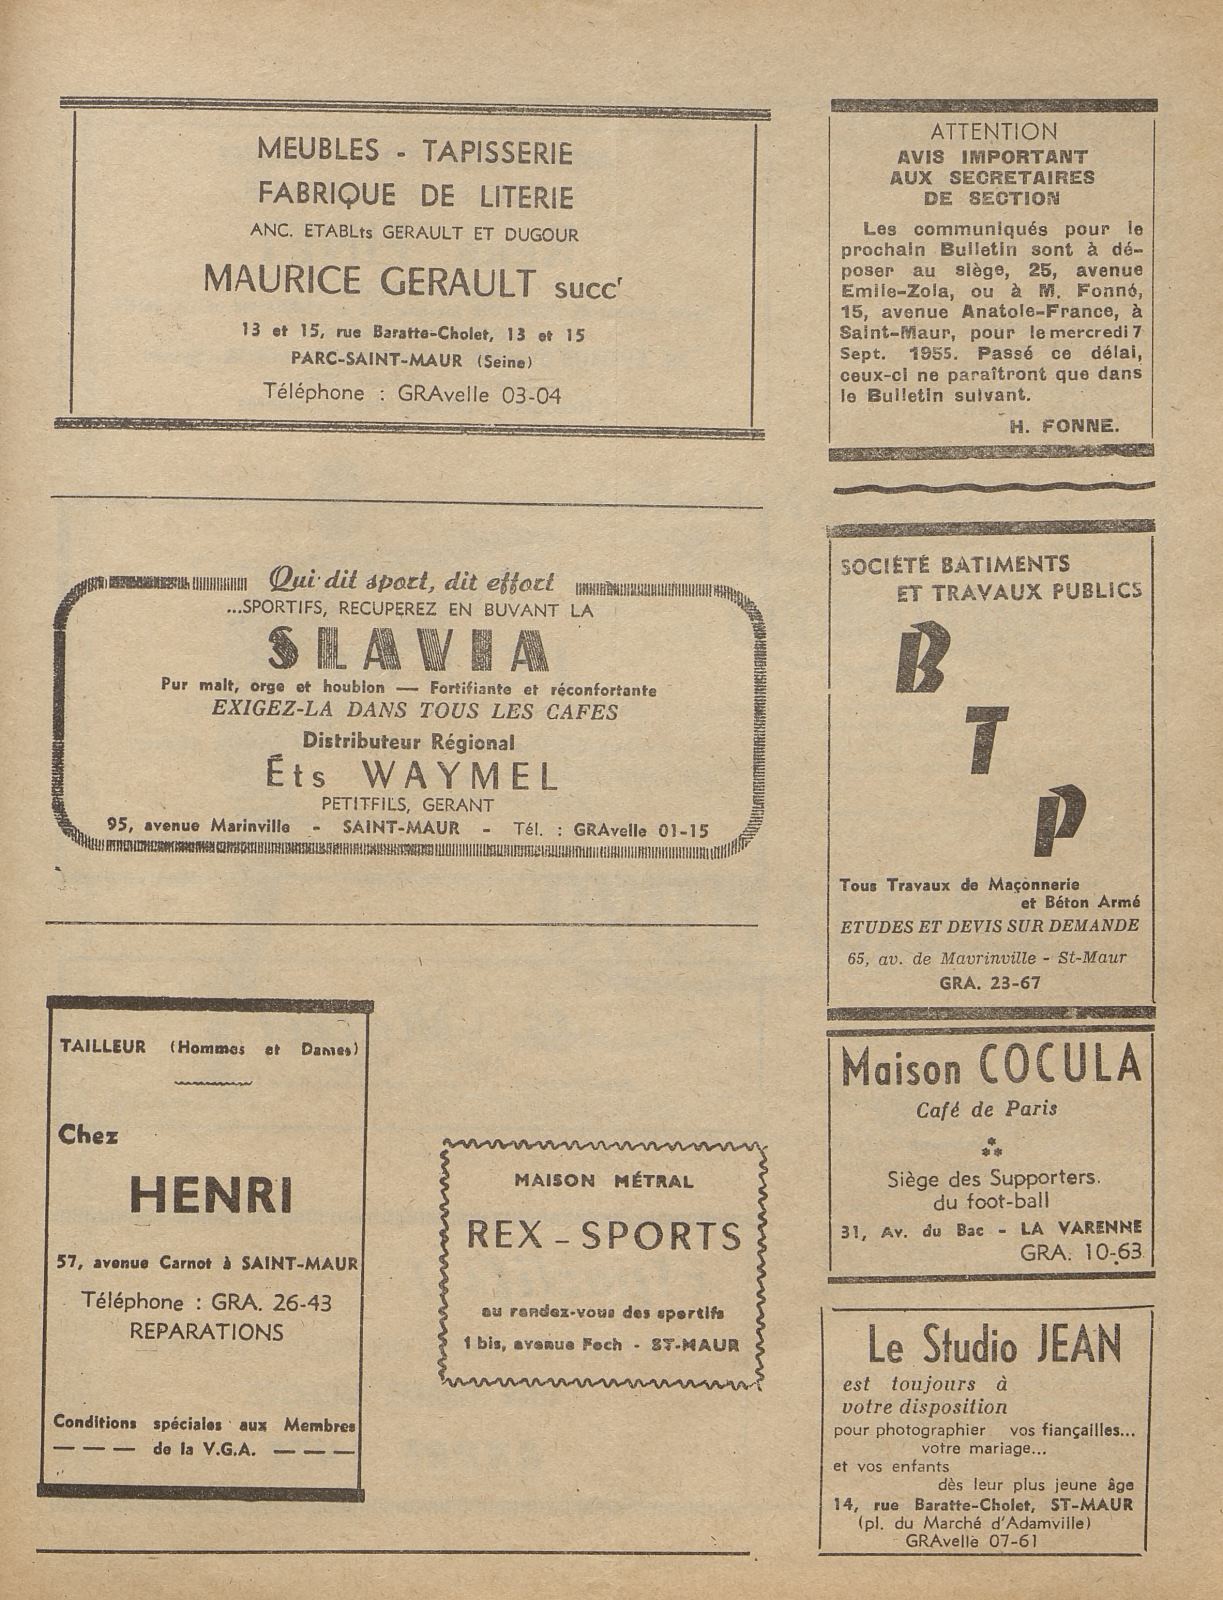 MEUBLES - TAPISSERIE
FABRIQUE DE LITERIE
ANC. ETABLts GERAULT ET DUGOUR
MAURICE GERAULT succr
13 et 15, rue Baratte-Cholet, 13 et 15
PARC-SAINT-MAUR (Seine)
Téléphone : GRAvelle 03-04
Qui dit sport, dit effort
...SPORTIFS, RECUPEREZ EN BUVANT LA
SLAVIA
Pur malt, orge et houblon — Fortifiante et réconfortante
EXIGEZ-LA DANS TOUS LES CAFES
Distributeur Régional
Éts WAYMEL
PETITFILS, GERANT
95, avenue Marinville - SAINT-MAUR - Tél. : GRAvelle 01-15
TAILLEUR (Hommes et Dames)
Chez
HENRI
57, avenue Carnot à SAINT-MAUR
Téléphone : GRA. 26-43
REPARATIONS
Conditions spéciales aux Membres
— — — de la V.G.A. — — —
MAISON MÉTRAL
REX - SPORTS
au rendez-vous des sportifs
1 bis, avenue Foch - ST-MAUR
ATTENTION
AVIS IMPORTANT
AUX SECRETAIRES
DE SECTION
Les communiqués pour le
prochain Bulletin sont à dé-
poser au siège, 25, avenue
Emile-Zola, ou à M. Fonné,
15, avenue Anatole-France, à
Saint-Maur, pour le mercredi 7
Sept. 1955. Passé ce délai,
ceux-ci ne paraîtront que dans
le Bulletin suivant.
H. FONNE.
SOCIÉTÉ BATIMENTS
ET TRAVAUX PUBLICS
B
T
P
Tous Travaux de Maçonnerie
et Béton Armé
ETUDES ET DEVIS SUR DEMANDE
65, av. de Mavrinville - St-Maur
GRA. 23-67
Maison COCULA
Café de Paris
Siège des Supporters.
du foot-ball
31, Av. du Bac - LA VARENNE
GRA. 10-63
Le Studio JEAN
est toujours à
votre disposition
pour photographier vos fiançailles...
votre mariage...
et vos enfants
dès leur plus jeune âge
14, rue Baratte-Cholet, ST-MAUR
(pl. du Marché d'Adamville)
GRAvelle 07-61